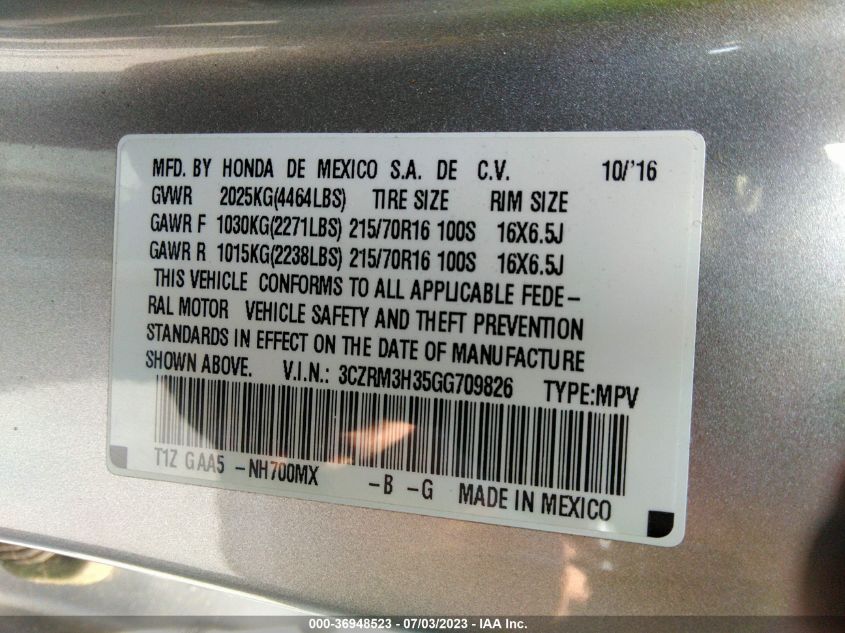 MFD. BY HONDA DE MEXICO S.A. DE C.V. 10/'16
GVWR 2025KG(4464LBS) TIRE SIZE RIM SIZE
GAWR F 1030KG(2271LBS) 215/70R16 100S 16X6.5J
GAWR R 1015KG(2238LBS) 215/70R16 100S 16X6.5J
THIS VEHICLE CONFORMS TO ALL APPLICABLE FEDE-
RAL MOTOR VEHICLE SAFETY AND THEFT PREVENTION
STANDARDS IN EFFECT ON THE DATE OF MANUFACTURE
SHOWN ABOVE. V.I.N.: 3CZRM3H35GG709826 TYPE:MPV
T1Z GAA5 -NH700MX -B -G MADE IN MEXICO
000-36948523 - 07/03/2023 - IAA Inc.